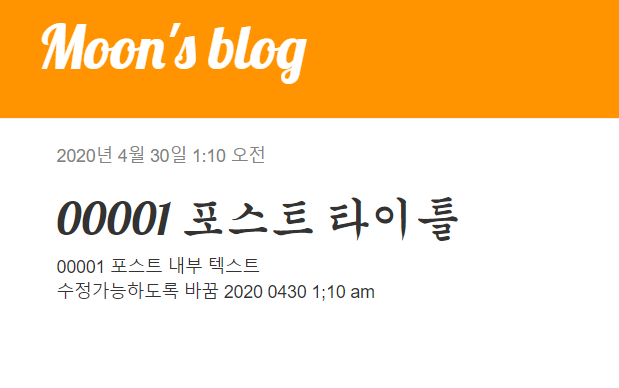 Moon's blog
2020년 4월 30일 1:10 오전
00001 포스트 타이틀
00001 포스트 내부 텍스트
수정가능하도록 바꿈 2020 0430 1;10 am